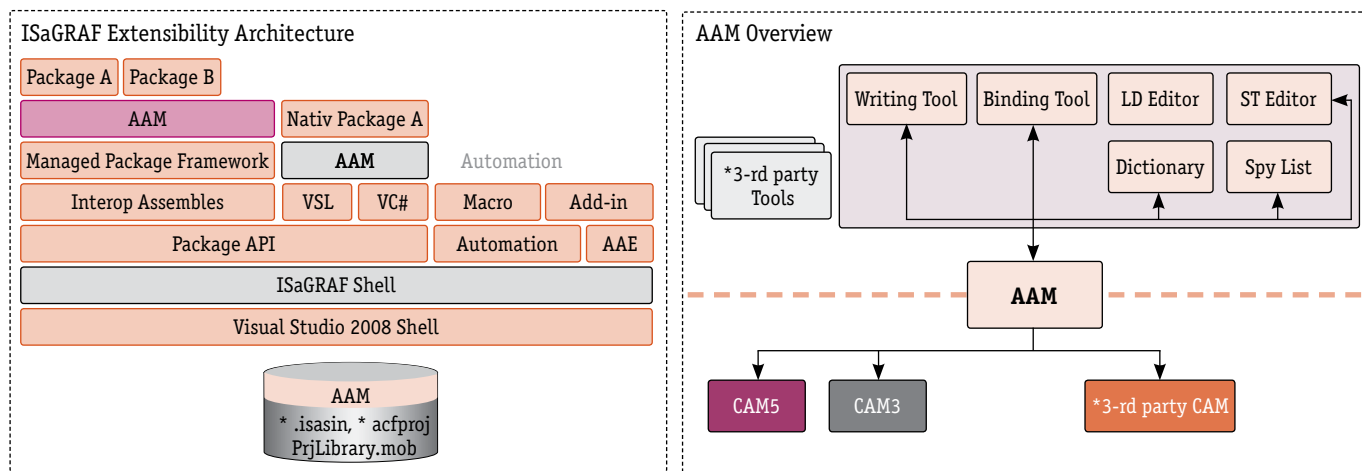 ISaGRAF Extensibility Architecture
Package A
Package B
AAM
Nativ Package A
Managed Package Framework
AAM
Automation
Interop Assembles
VSL
VC#
Macro
Add-in
Package API
Automation
AAE
ISaGRAF Shell
Visual Studio 2008 Shell
AAM
* .isasin, * acfproj
PrjLibrary.mob
AAM Overview
Writing Tool
Binding Tool
LD Editor
ST Editor
*3-rd party
Tools
Dictionary
Spy List
AAM
CAM5
CAM3
*3-rd party CAM